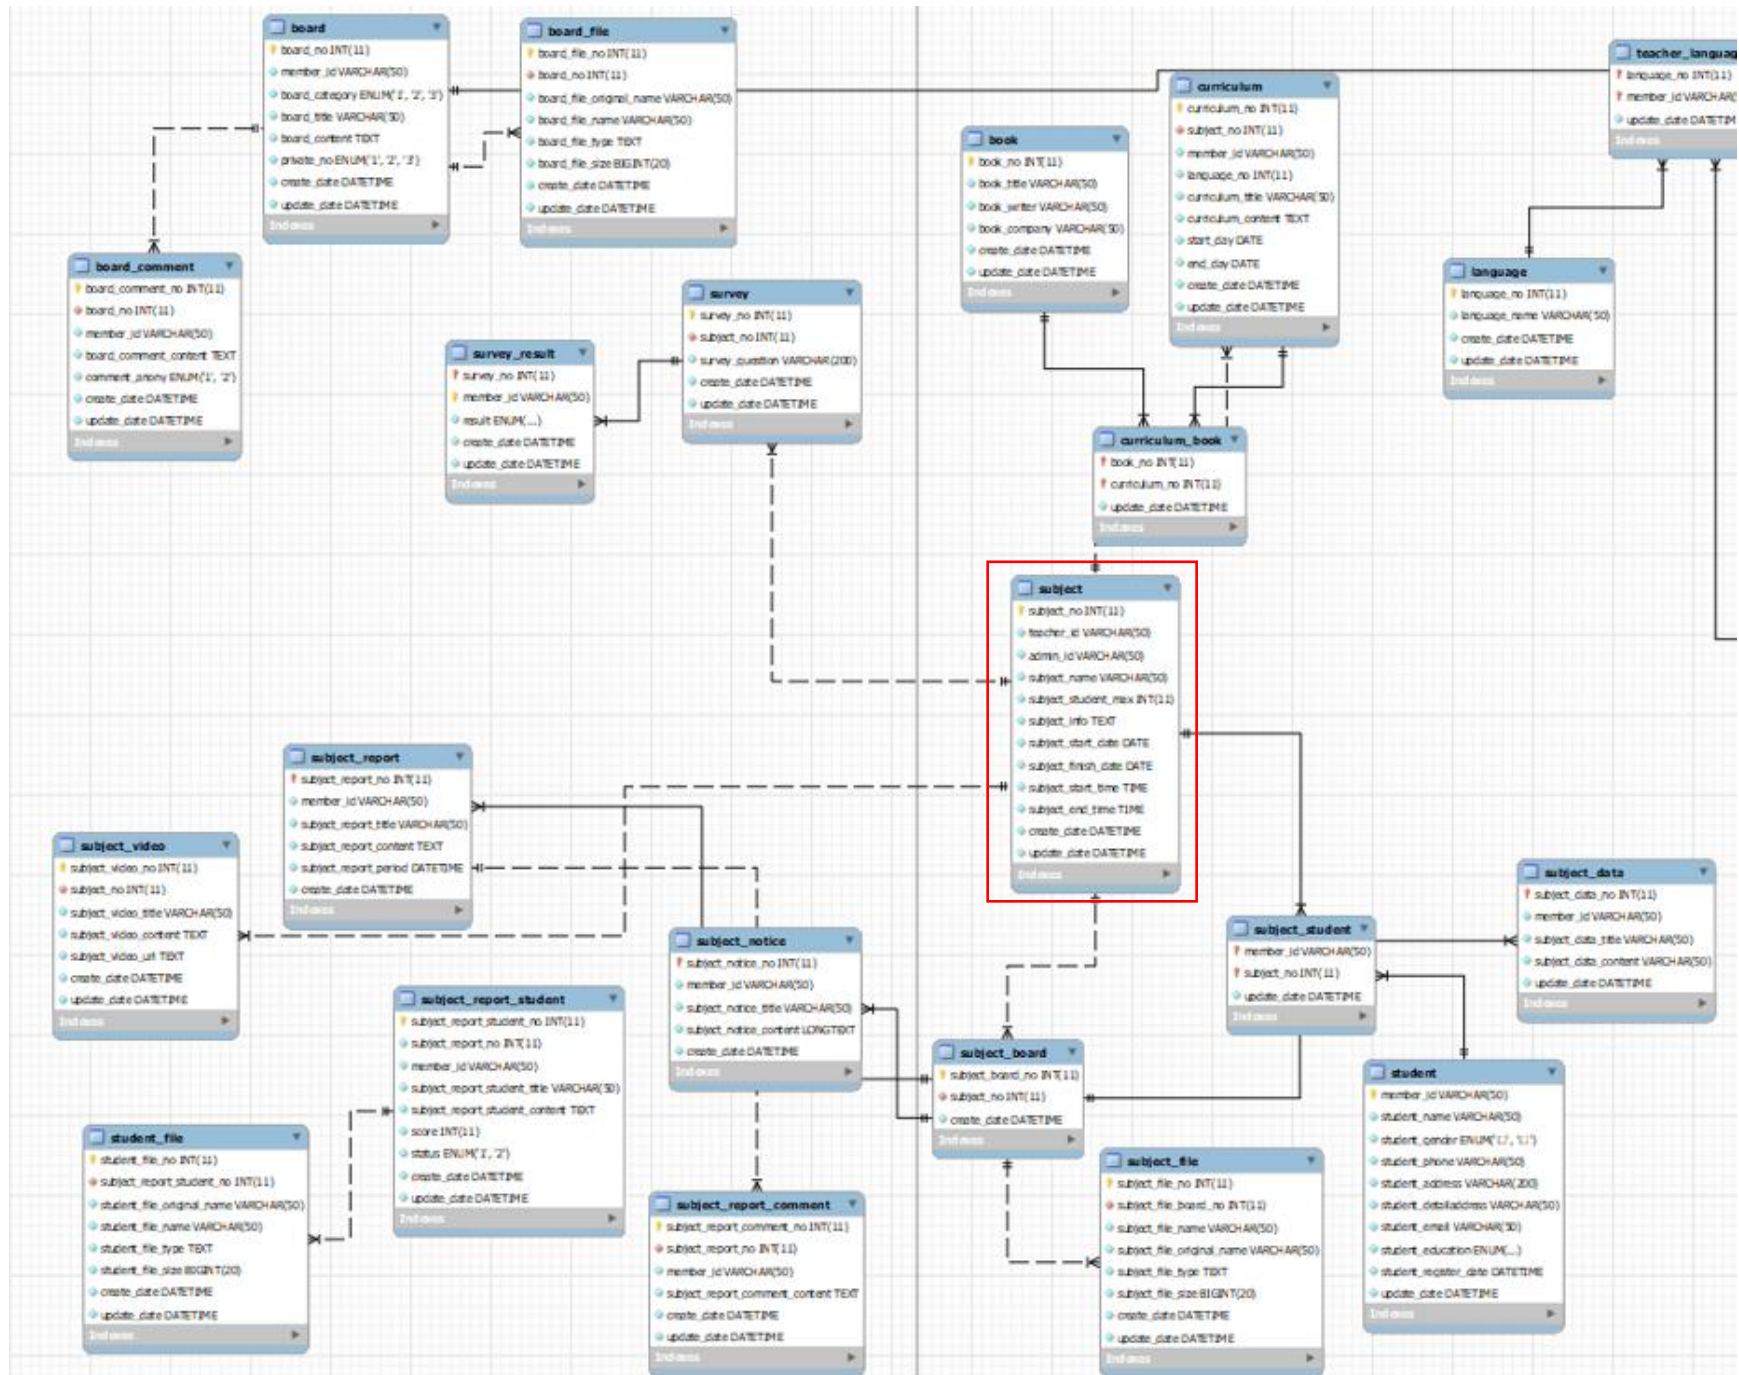 board
board_no INT(11)
member_id VARCHAR(50)
board_category ENUM('1', '2', '3')
board_title VARCHAR(50)
board_content TEXT
private_no ENUM('1', '2', '3')
create_date DATETIME
update_date DATETIME
Indexes
board_file
board_file_no INT(11)
board_no INT(11)
board_file_original_name VARCHAR(50)
board_file_name VARCHAR(50)
board_file_type TEXT
board_file_size BIGINT(20)
create_date DATETIME
update_date DATETIME
Indexes
curriculum
curriculum_no INT(11)
subject_no INT(11)
member_id VARCHAR(50)
language_no INT(11)
curriculum_title VARCHAR(50)
curriculum_content TEXT
start_day DATE
end_day DATE
create_date DATETIME
update_date DATETIME
Indexes
teacher_languag
language_no INT(11)
member_id VARCHAR(
update_date DATETIM
Indexes
book
book_no INT(11)
book_title VARCHAR(50)
book_writer VARCHAR(50)
book_company VARCHAR(50)
create_date DATETIME
update_date DATETIME
Indexes
board_comment
board_comment_no INT(11)
board_no INT(11)
member_id VARCHAR(50)
board_comment_content TEXT
comment_anony ENUM('1', '2')
create_date DATETIME
update_date DATETIME
Indexes
survey
survey_no INT(11)
subject_no INT(11)
survey_question VARCHAR(200)
create_date DATETIME
update_date DATETIME
Indexes
language
language_no INT(11)
language_name VARCHAR(50)
create_date DATETIME
update_date DATETIME
Indexes
survey_result
survey_no INT(11)
member_id VARCHAR(50)
result ENUM(...)
create_date DATETIME
update_date DATETIME
Indexes
curriculum_book
book_no INT(11)
curriculum_no INT(11)
update_date DATETIME
Indexes
subject
subject_no INT(11)
teacher_id VARCHAR(50)
admin_id VARCHAR(50)
subject_name VARCHAR(50)
subject_student_max INT(11)
subject_info TEXT
subject_start_date DATE
subject_finish_date DATE
subject_start_time TIME
subject_end_time TIME
create_date DATETIME
update_date DATETIME
Indexes
subject_report
subject_report_no INT(11)
member_id VARCHAR(50)
subject_report_title VARCHAR(50)
subject_report_content TEXT
subject_report_period DATETIME
create_date DATETIME
Indexes
subject_video
subject_video_no INT(11)
subject_no INT(11)
subject_video_title VARCHAR(50)
subject_video_content TEXT
subject_video_url TEXT
create_date DATETIME
update_date DATETIME
Indexes
subject_data
subject_data_no INT(11)
member_id VARCHAR(50)
subject_data_title VARCHAR(50)
subject_data_content VARCHAR(50)
create_date DATETIME
Indexes
subject_student
member_id VARCHAR(50)
subject_no INT(11)
update_date DATETIME
Indexes
subject_notice
subject_notice_no INT(11)
member_id VARCHAR(50)
subject_notice_title VARCHAR(50)
subject_notice_content LONGTEXT
create_date DATETIME
Indexes
subject_report_student
subject_report_student_no INT(11)
subject_report_no INT(11)
member_id VARCHAR(50)
subject_report_student_title VARCHAR(50)
subject_report_student_content TEXT
score INT(11)
status ENUM('1', '2')
create_date DATETIME
update_date DATETIME
Indexes
subject_board
subject_board_no INT(11)
subject_no INT(11)
create_date DATETIME
Indexes
student
member_id VARCHAR(50)
student_name VARCHAR(50)
student_gender ENUM(
student_phone VARCHAR(50)
student_address VARCHAR(200)
student_detailaddress VARCHAR(50)
student_email VARCHAR(50)
student_education ENUM(...)
student_register_date DATETIME
update_date DATETIME
Indexes
student_file
student_file_no INT(11)
subject_report_student_no INT(11)
student_file_original_name VARCHAR(50)
student_file_name VARCHAR(50)
student_file_type TEXT
student_file_size BIGINT(20)
create_date DATETIME
update_date DATETIME
Indexes
subject_file
subject_file_no INT(11)
subject_file_board_no INT(11)
subject_file_name VARCHAR(50)
subject_file_original_name VARCHAR(50)
subject_file_type TEXT
subject_file_size BIGINT(20)
create_date DATETIME
update_date DATETIME
Indexes
subject_report_comment
subject_report_comment_no INT(11)
subject_report_no INT(11)
member_id VARCHAR(50)
subject_report_comment_content TEXT
create_date DATETIME
update_date DATETIME
Indexes